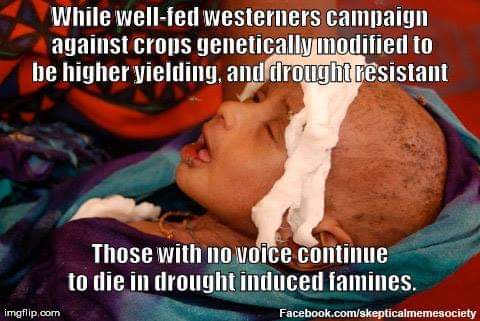 While well-fed westerners campaign
against crops genetically modified to
be higher yielding, and drought resistant
Those with no voice continue
to die in drought induced famines.
imgflip.com
Facebook.com/skepticalmemesociety